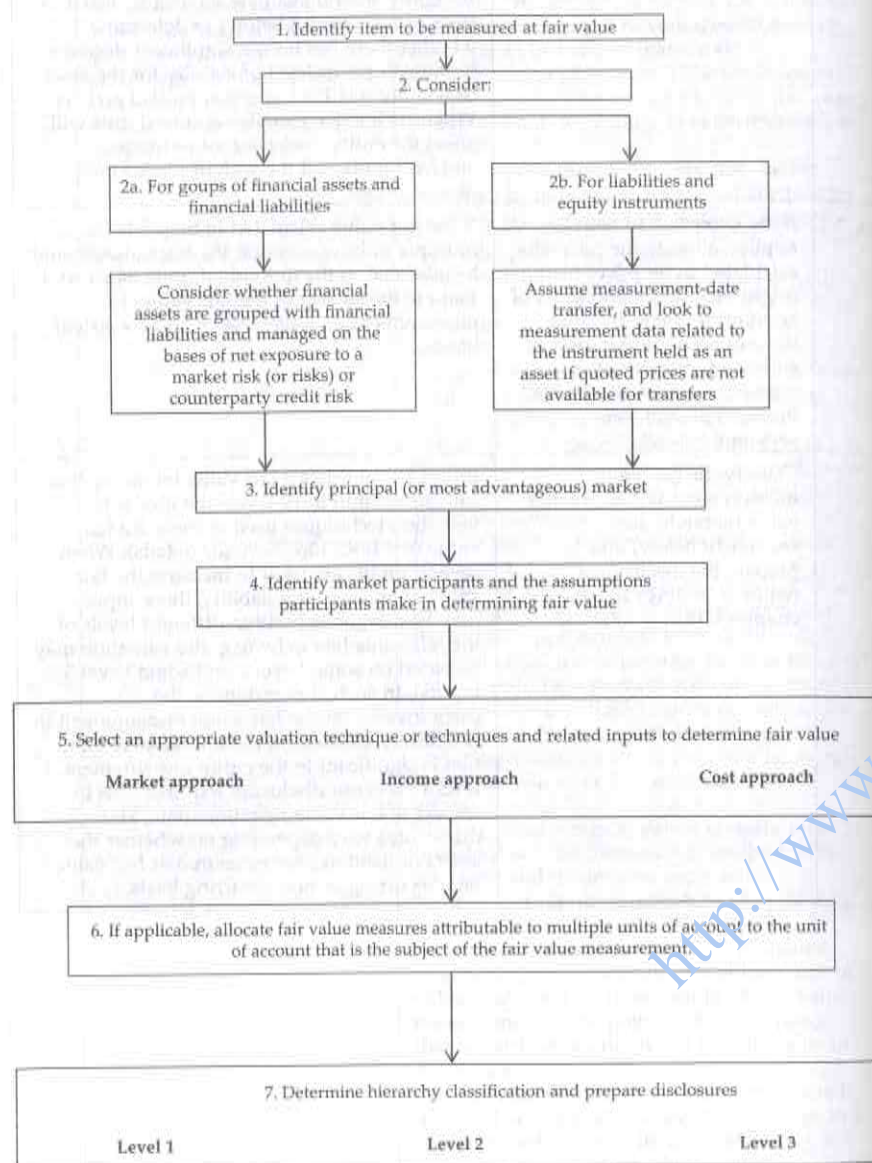 1. Identify item to be measured at fair value
2. Consider:
2a. For goups of financial assets and
financial liabilities
2b. For liabilities and
equity instruments
Consider whether financial
assets are grouped with financial
liabilities and managed on the
bases of net exposure to a
market risk (or risks) or
counterparty credit risk
Assume measurement-date
transfer, and look to
measurement data related to
the instrument held as an
asset if quoted prices are not
available for transfers
3. Identify principal (or most advantageous) market
4. Identify market participants and the assumptions
participants make in determining fair value
5. Select an appropriate valuation technique or techniques and related inputs to determine fair value
Market approach Income approach Cost approach
6. If applicable, allocate fair value measures attributable to multiple units of account to the unit
of account that is the subject of the fair value measurement.
7. Determine hierarchy classification and prepare disclosures
Level 1 Level 2 Level 3
http://www